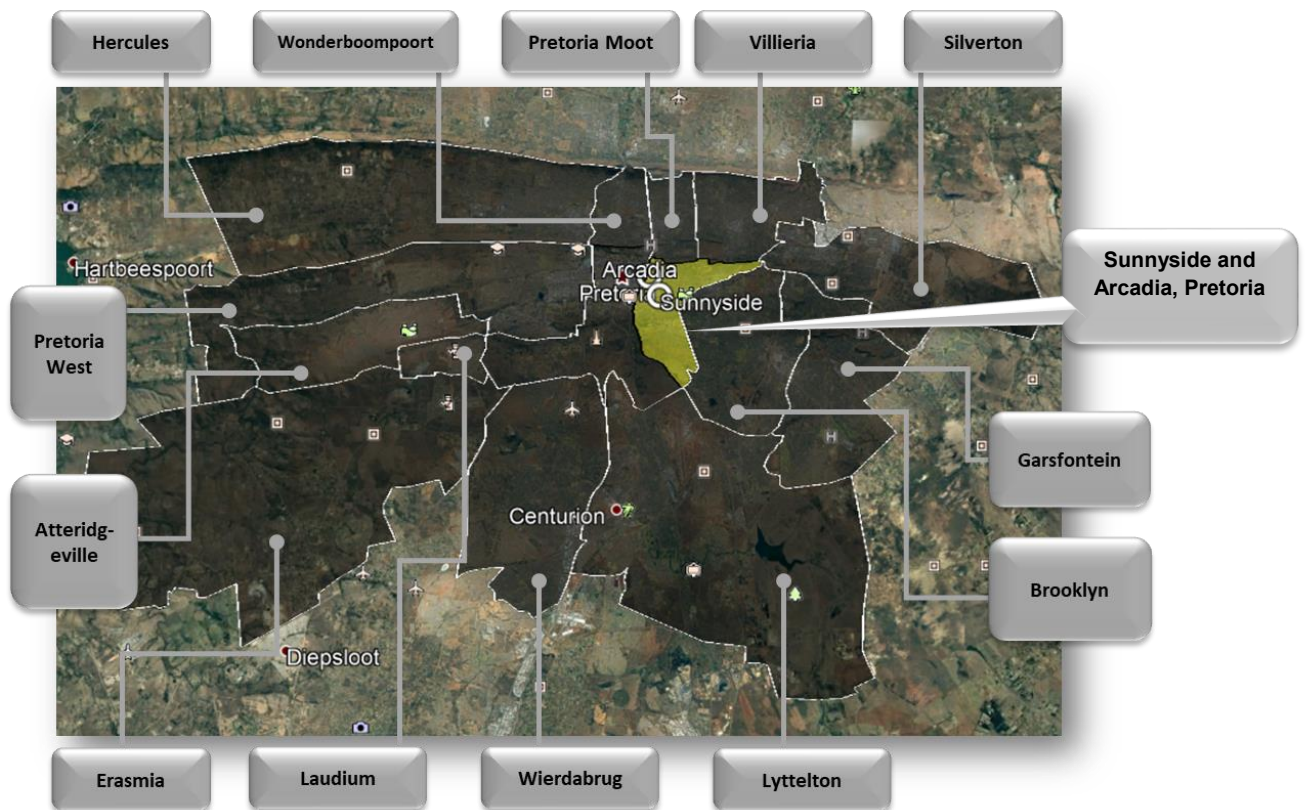 Hercules
Wonderboompoort
Pretoria Moot
Villieria
Silverton
Hartbeespoort
Arcadia
Sunnyside
Sunnyside and
Arcadia, Pretoria
Pretoria
West
Garsfontein
Centurion
Atteridg-
eville
Brooklyn
Diepsloot
Erasmia
Laudium
Wierdabrug
Lyttelton
H
H
H